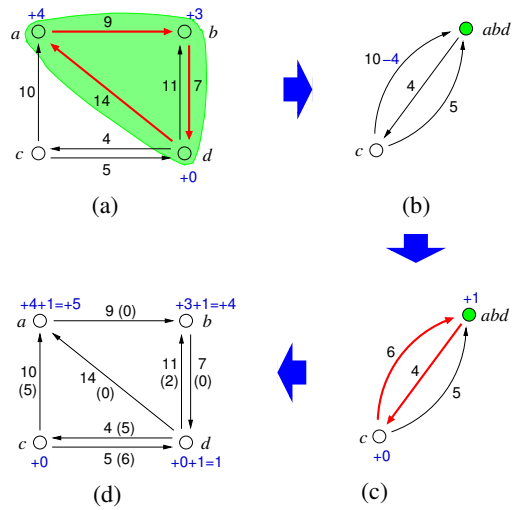 +4 9 +3
a b
10 14 11 7
4
c d
5 +0
(a)
abd
10−4
4
5
c
(b)
+4+1=+5 9 (0) +3+1=+4
a b
10 (5)
14 (0)
11 (2)
7 (0)
4 (5)
c d
5 (6)
+0 +0+1=1
(d)
+1
abd
6
4
5
c
+0
(c)